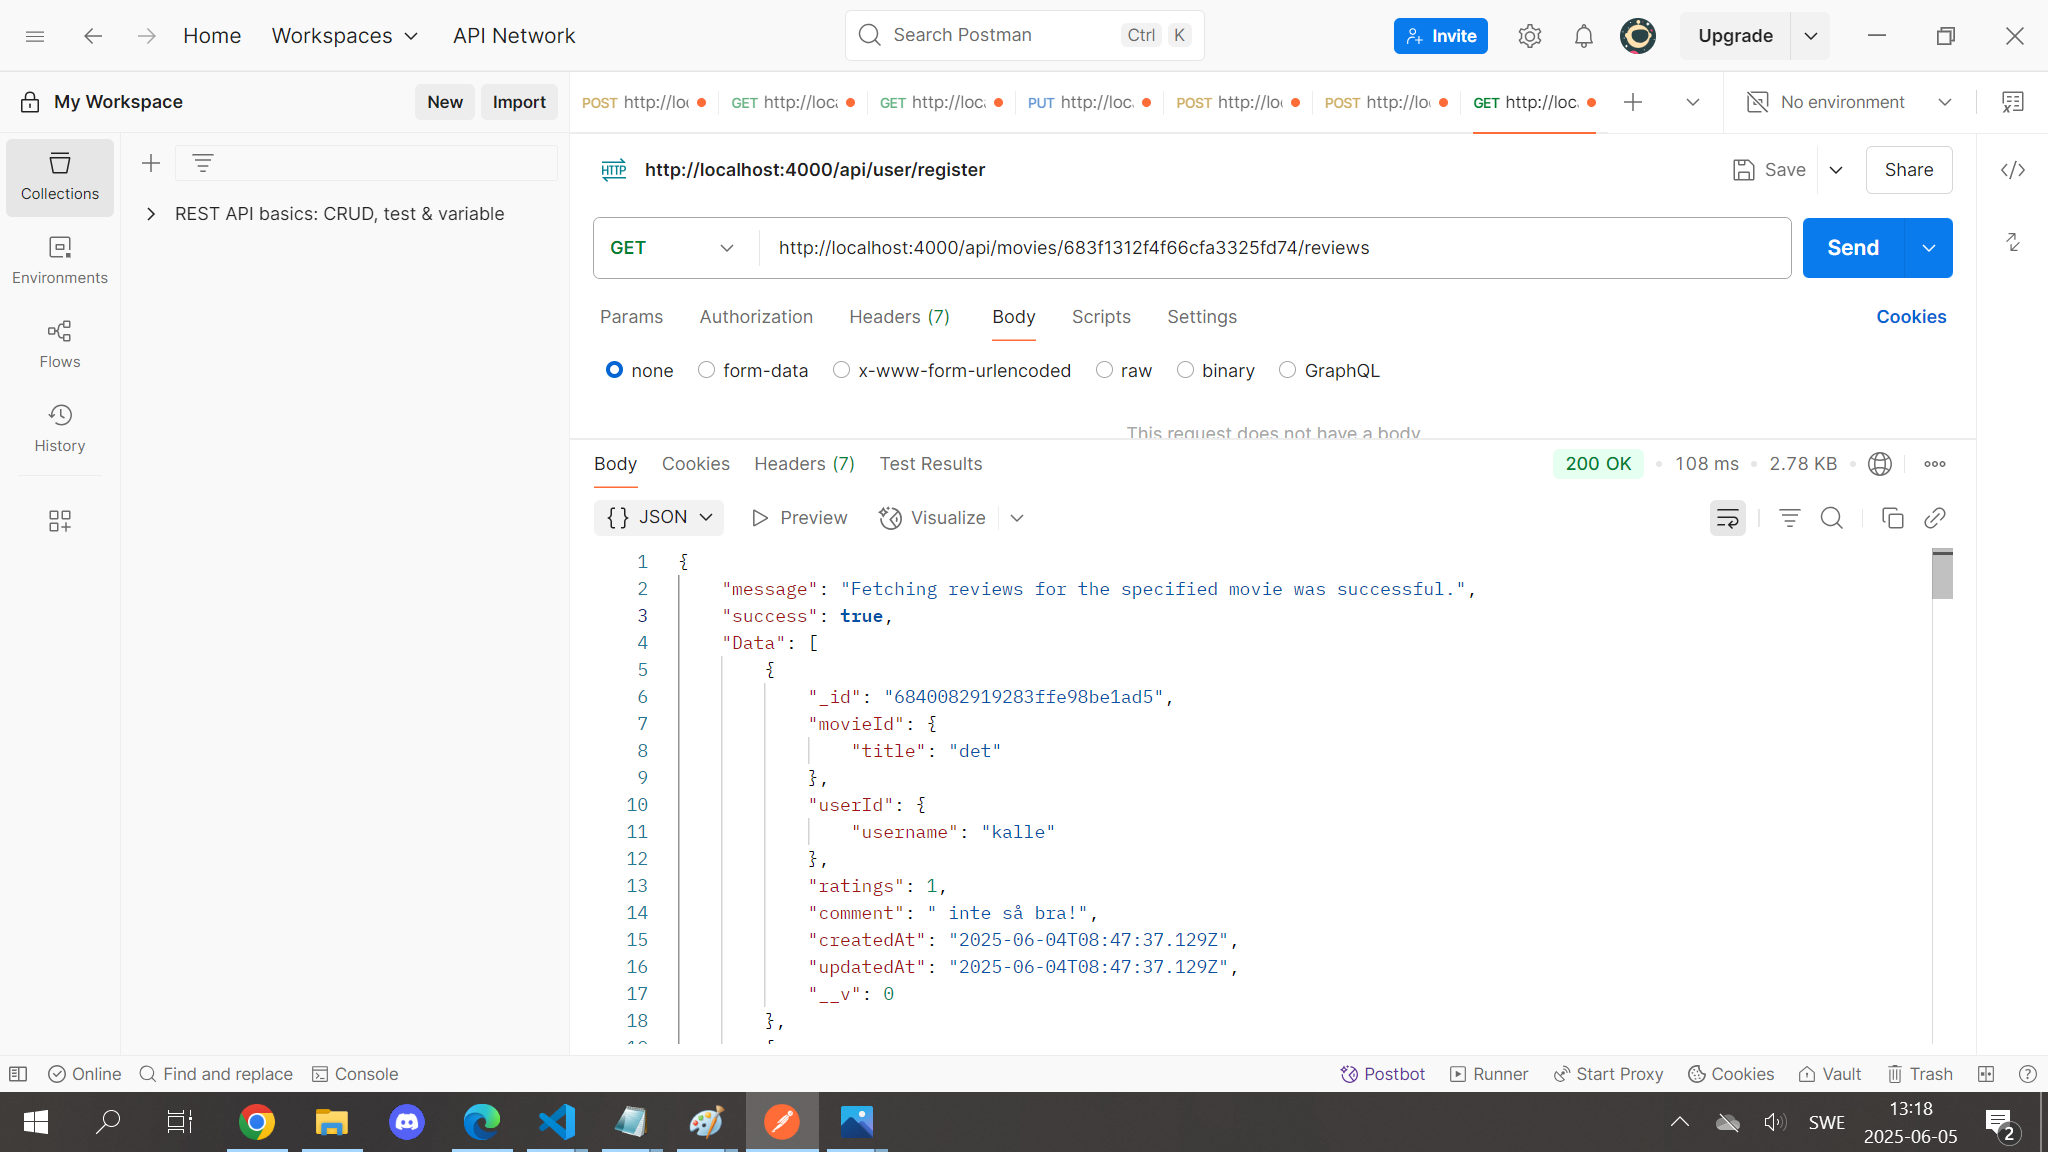 Home
Workspaces
API Network
Search Postman
Ctrl
K
Invite
Upgrade
My Workspace
New
Import
POST http://loc
GET http://loc
GET http://loc
PUT http://loc
POST http://loc
POST http://loc
GET http://loc
No environment
Collections
Environments
Flows
History
REST API basics: CRUD, test & variable
HTTP
http://localhost:4000/api/user/register
Save
Share
GET
http://localhost:4000/api/movies/683f1312f4f66cfa3325fd74/reviews
Send
Params
Authorization
Headers (7)
Body
Scripts
Settings
Cookies
none
form-data
x-www-form-urlencoded
raw
binary
GraphQL
This request does not have a body
Body
Cookies
Headers (7)
Test Results
200 OK
108 ms
2.78 KB
{} JSON
Preview
Visualize
1 {
2 "message": "Fetching reviews for the specified movie was successful.",
3 "success": true,
4 "Data": [
5 {
6 "_id": "6840082919283ffe98be1ad5",
7 "movieId": {
8 "title": "det"
9 },
10 "userId": {
11 "username": "kalle"
12 },
13 "ratings": 1,
14 "comment": " inte så bra!",
15 "createdAt": "2025-06-04T08:47:37.129Z",
16 "updatedAt": "2025-06-04T08:47:37.129Z",
17 "__v": 0
18 },
Online
Find and replace
Console
Postbot
Runner
Start Proxy
Cookies
Vault
Trash
SWE
13:18
2025-06-05
2